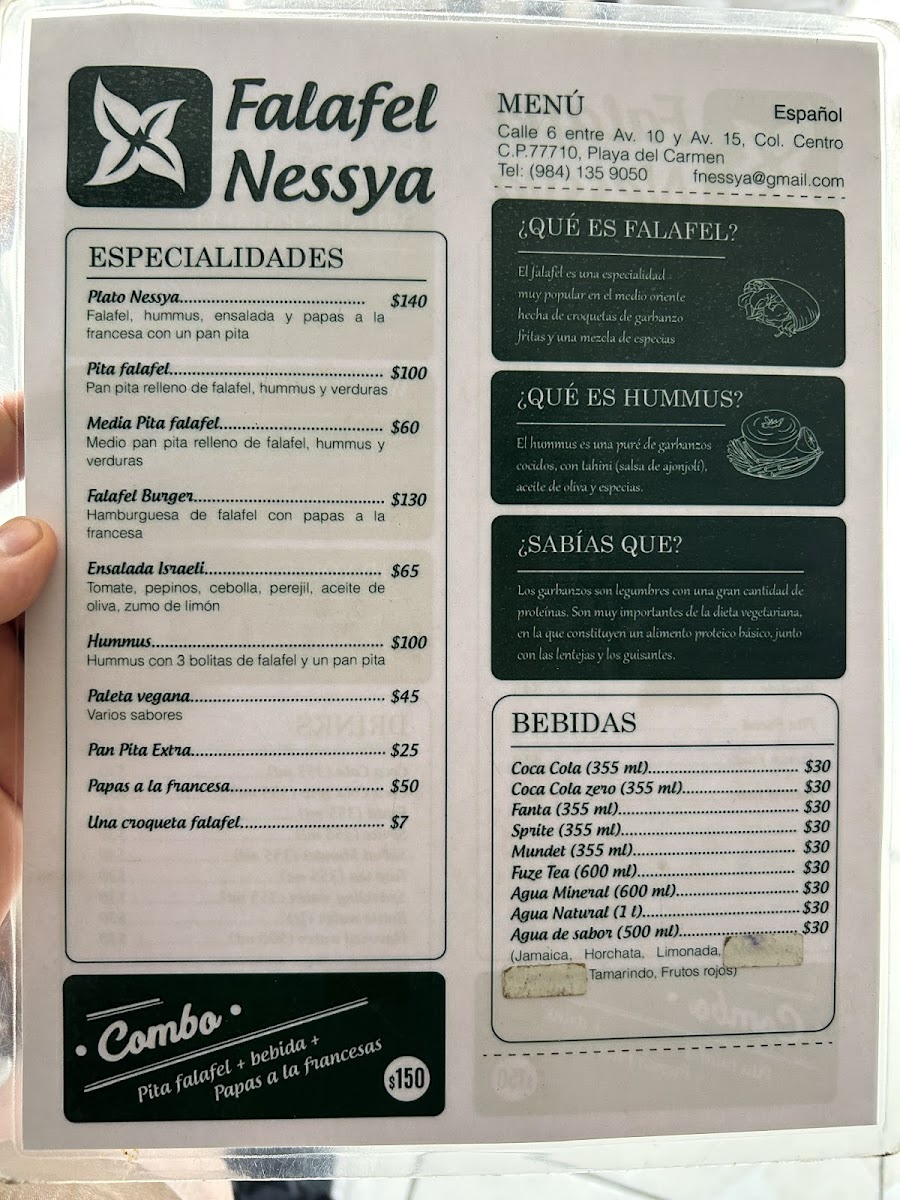 Falafel
Nessya
ESPECIALIDADES
Plato Nessya.................................................. $140
Falafel, hummus, ensalada y papas a la
francesa con un pan pita
Pita falafel...................................................... $100
Pan pita relleno de falafel, hummus y verduras
Media Pita falafel.......................................... $60
Medio pan pita relleno de falafel, hummus y
verduras
Falafel Burger................................................ $130
Hamburguesa de falafel con papas a la
francesa
Ensalada Israeli............................................. $65
Tomate, pepinos, cebolla, perejil, aceite de
oliva, zumo de limón
Hummus........................................................ $100
Hummus con 3 bolitas de falafel y un pan pita
Paleta vegana................................................ $45
Varios sabores
Pan Pita Extra................................................ $25
Papas a la francesa........................................ $50
Una croqueta falafel...................................... $7
• Combo •
Pita falafel + bebida +
Papas a la francesas
$150
MENÚ
Español
Calle 6 entre Av. 10 y Av. 15, Col. Centro
C.P.77710, Playa del Carmen
Tel: (984) 135 9050 fnessya@gmail.com
¿QUÉ ES FALAFEL?
El falafel es una especialidad
muy popular en el medio oriente
hecha de croquetas de garbanzo
fritas y una mezcla de especias
¿QUÉ ES HUMMUS?
El hummus es una puré de garbanzos
cocidos, con tahini (salsa de ajonjolí),
aceite de oliva y especias.
¿SABÍAS QUE?
Los garbanzos son legumbres con una gran cantidad de
proteínas. Son muy importantes de la dieta vegetariana,
en la que constituyen un alimento proteico básico, junto
con las lentejas y los guisantes.
BEBIDAS
Coca Cola (355 ml).................................. $30
Coca Cola zero (355 ml)........................... $30
Fanta (355 ml)......................................... $30
Sprite (355 ml)......................................... $30
Mundet (355 ml)...................................... $30
Fuze Tea (600 ml).................................... $30
Agua Mineral (600 ml)............................. $30
Agua Natural (1 l).................................... $30
Agua de sabor (500 ml)............................ $30
(Jamaica, Horchata, Limonada,
Tamarindo, Frutos rojos)